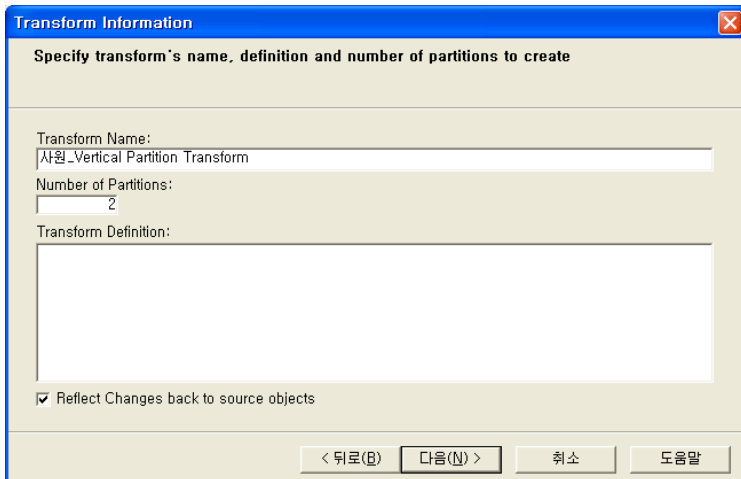 Transform Information
Specify transform's name, definition and number of partitions to create
Transform Name:
사원_Vertical Partition Transform
Number of Partitions:
2
Transform Definition:
Reflect Changes back to source objects
< 뒤로(B) 다음(N) > 취소 도움말